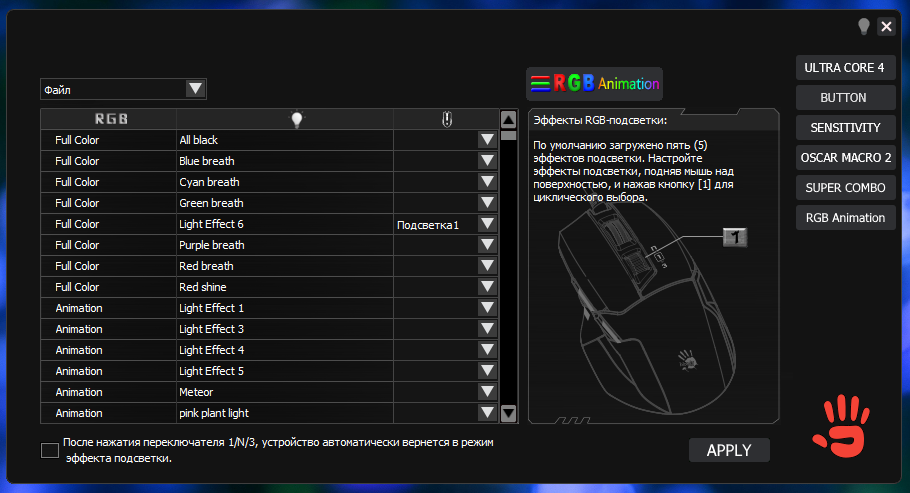 ULTRA CORE 4
BUTTON
SENSITIVITY
OSCAR MACRO 2
SUPER COMBO
RGB Animation
Файл
RGB
Full Color All black
Full Color Blue breath
Full Color Cyan breath
Full Color Green breath
Full Color Light Effect 6 Подсветка1
Full Color Purple breath
Full Color Red breath
Full Color Red shine
Animation Light Effect 1
Animation Light Effect 3
Animation Light Effect 4
Animation Light Effect 5
Animation Meteor
Animation pink plant light
RGB Animation
Эффекты RGB-подсветки:
По умолчанию загружено пять (5)
эффектов подсветки. Настройте
эффекты подсветки, подняв мышь над
поверхностью, и нажав кнопку [1] для
циклического выбора.
1
После нажатия переключателя 1/N/3, устройство автоматически вернется в режим
эффекта подсветки.
APPLY